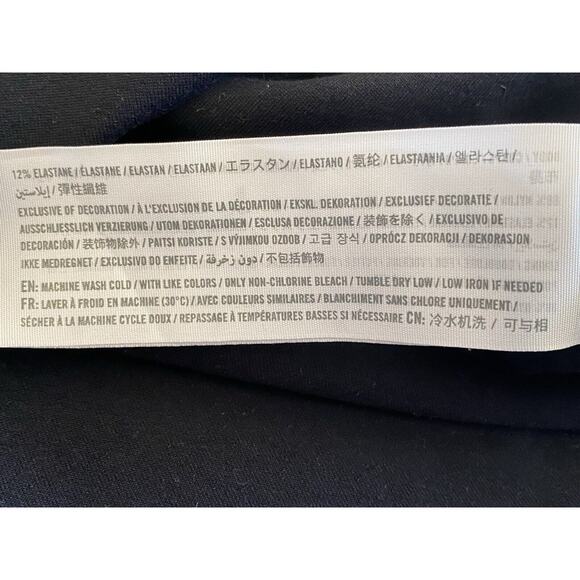 12% ELASTANE / ÉLASTANE / ELASTAN / ELASTAAN / エラスタン / ELASTANO / 氨纶 / ELASTAANIA / 엘라스탄 /
إيلاستين / 彈性纖維
EXCLUSIVE OF DECORATION / À L'EXCLUSION DE LA DÉCORATION / EKSKL. DEKORATION / EXCLUSIEF DECORATIE /
AUSSCHLIESSLICH VERZIERUNG / UTOM DEKORATIONEN / ESCLUSA DECORAZIONE / 装飾を除く / EXCLUSIVO DE
DECORACIÓN / 装饰物除外 / PAITSI KORISTE / S VÝJIMKOU OZDOB / 고급 장식 / OPRÓCZ DEKORACJI / DEKORASJON
IKKE MEDREGNET / EXCLUSIVO DO ENFEITE / دون زخرفة / 不包括飾物
EN: MACHINE WASH COLD / WITH LIKE COLORS / ONLY NON-CHLORINE BLEACH / TUMBLE DRY LOW / LOW IRON IF NEEDED
FR: LAVER À FROID EN MACHINE (30°C) / AVEC COULEURS SIMILAIRES / BLANCHIMENT SANS CHLORE UNIQUEMENT /
SÉCHER À LA MACHINE CYCLE DOUX / REPASSAGE À TEMPÉRATURES BASSES SI NÉCESSAIRE CN: 冷水机洗 / 可与相